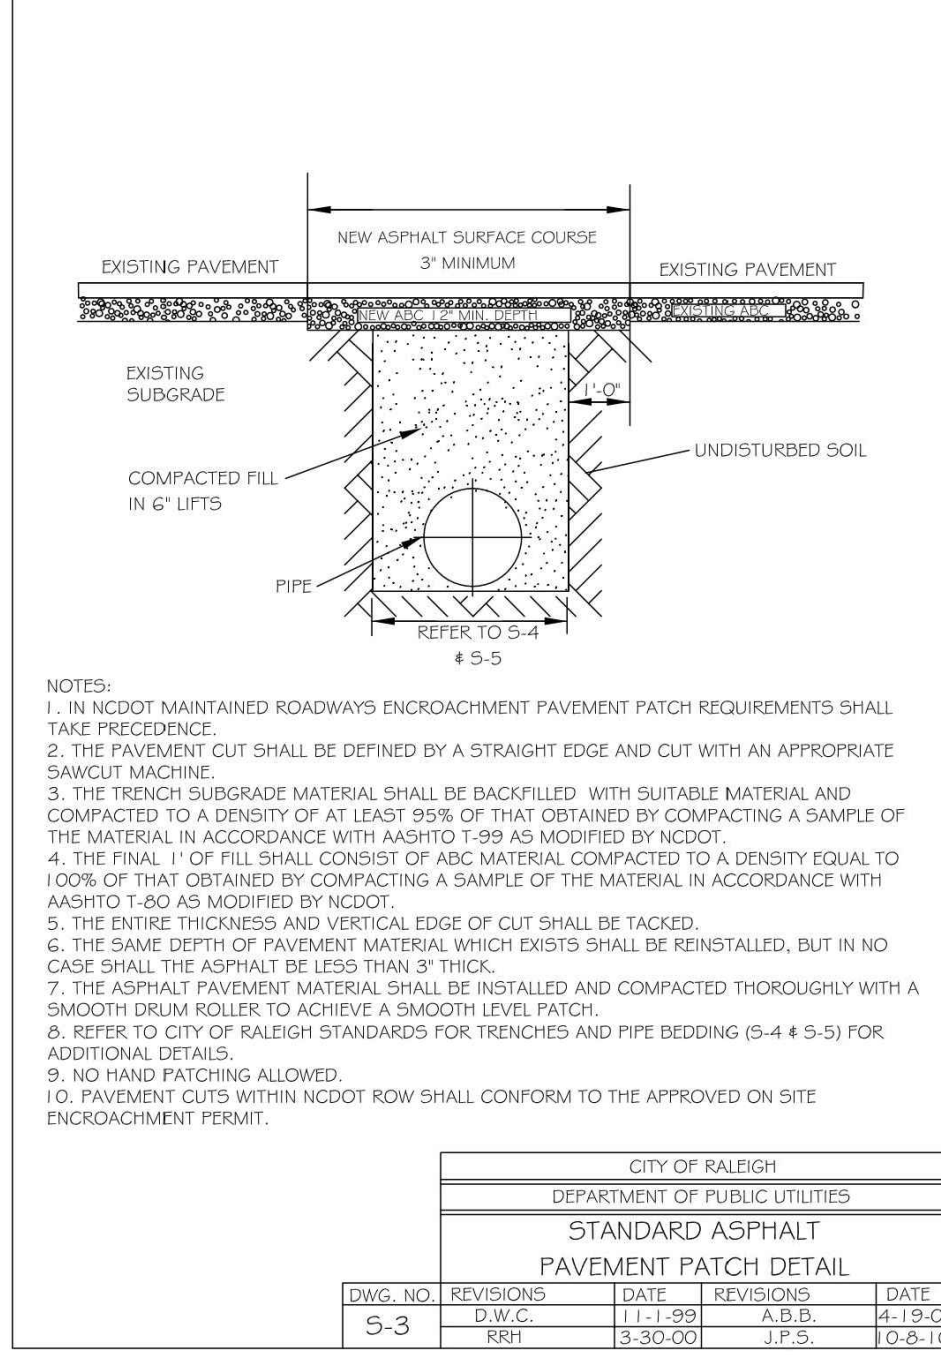 NEW ASPHALT SURFACE COURSE
3" MINIMUM
EXISTING PAVEMENT
EXISTING PAVEMENT
NEW ABC 12" MIN. DEPTH
EXISTING ABC
EXISTING
SUBGRADE
1'-0"
UNDISTURBED SOIL
COMPACTED FILL
IN 6" LIFTS
PIPE
REFER TO S-4
& S-5
NOTES:
1. IN NCDOT MAINTAINED ROADWAYS ENCROACHMENT PAVEMENT PATCH REQUIREMENTS SHALL
TAKE PRECEDENCE.
2. THE PAVEMENT CUT SHALL BE DEFINED BY A STRAIGHT EDGE AND CUT WITH AN APPROPRIATE
SAWCUT MACHINE.
3. THE TRENCH SUBGRADE MATERIAL SHALL BE BACKFILLED WITH SUITABLE MATERIAL AND
COMPACTED TO A DENSITY OF AT LEAST 95% OF THAT OBTAINED BY COMPACTING A SAMPLE OF
THE MATERIAL IN ACCORDANCE WITH AASHTO T-99 AS MODIFIED BY NCDOT.
4. THE FINAL 1' OF FILL SHALL CONSIST OF ABC MATERIAL COMPACTED TO A DENSITY EQUAL TO
100% OF THAT OBTAINED BY COMPACTING A SAMPLE OF THE MATERIAL IN ACCORDANCE WITH
AASHTO T-80 AS MODIFIED BY NCDOT.
5. THE ENTIRE THICKNESS AND VERTICAL EDGE OF CUT SHALL BE TACKED.
6. THE SAME DEPTH OF PAVEMENT MATERIAL WHICH EXISTS SHALL BE REINSTALLED, BUT IN NO
CASE SHALL THE ASPHALT BE LESS THAN 3" THICK.
7. THE ASPHALT PAVEMENT MATERIAL SHALL BE INSTALLED AND COMPACTED THOROUGHLY WITH A
SMOOTH DRUM ROLLER TO ACHIEVE A SMOOTH LEVEL PATCH.
8. REFER TO CITY OF RALEIGH STANDARDS FOR TRENCHES AND PIPE BEDDING (S-4 & S-5) FOR
ADDITIONAL DETAILS.
9. NO HAND PATCHING ALLOWED.
10. PAVEMENT CUTS WITHIN NCDOT ROW SHALL CONFORM TO THE APPROVED ON SITE
ENCROACHMENT PERMIT.
CITY OF RALEIGH
DEPARTMENT OF PUBLIC UTILITIES
STANDARD ASPHALT
PAVEMENT PATCH DETAIL
DWG. NO. REVISIONS DATE REVISIONS DATE
S-3
D.W.C. 11-1-99 A.B.B. 4-19-0
RRH 3-30-00 J.P.S. 10-8-10